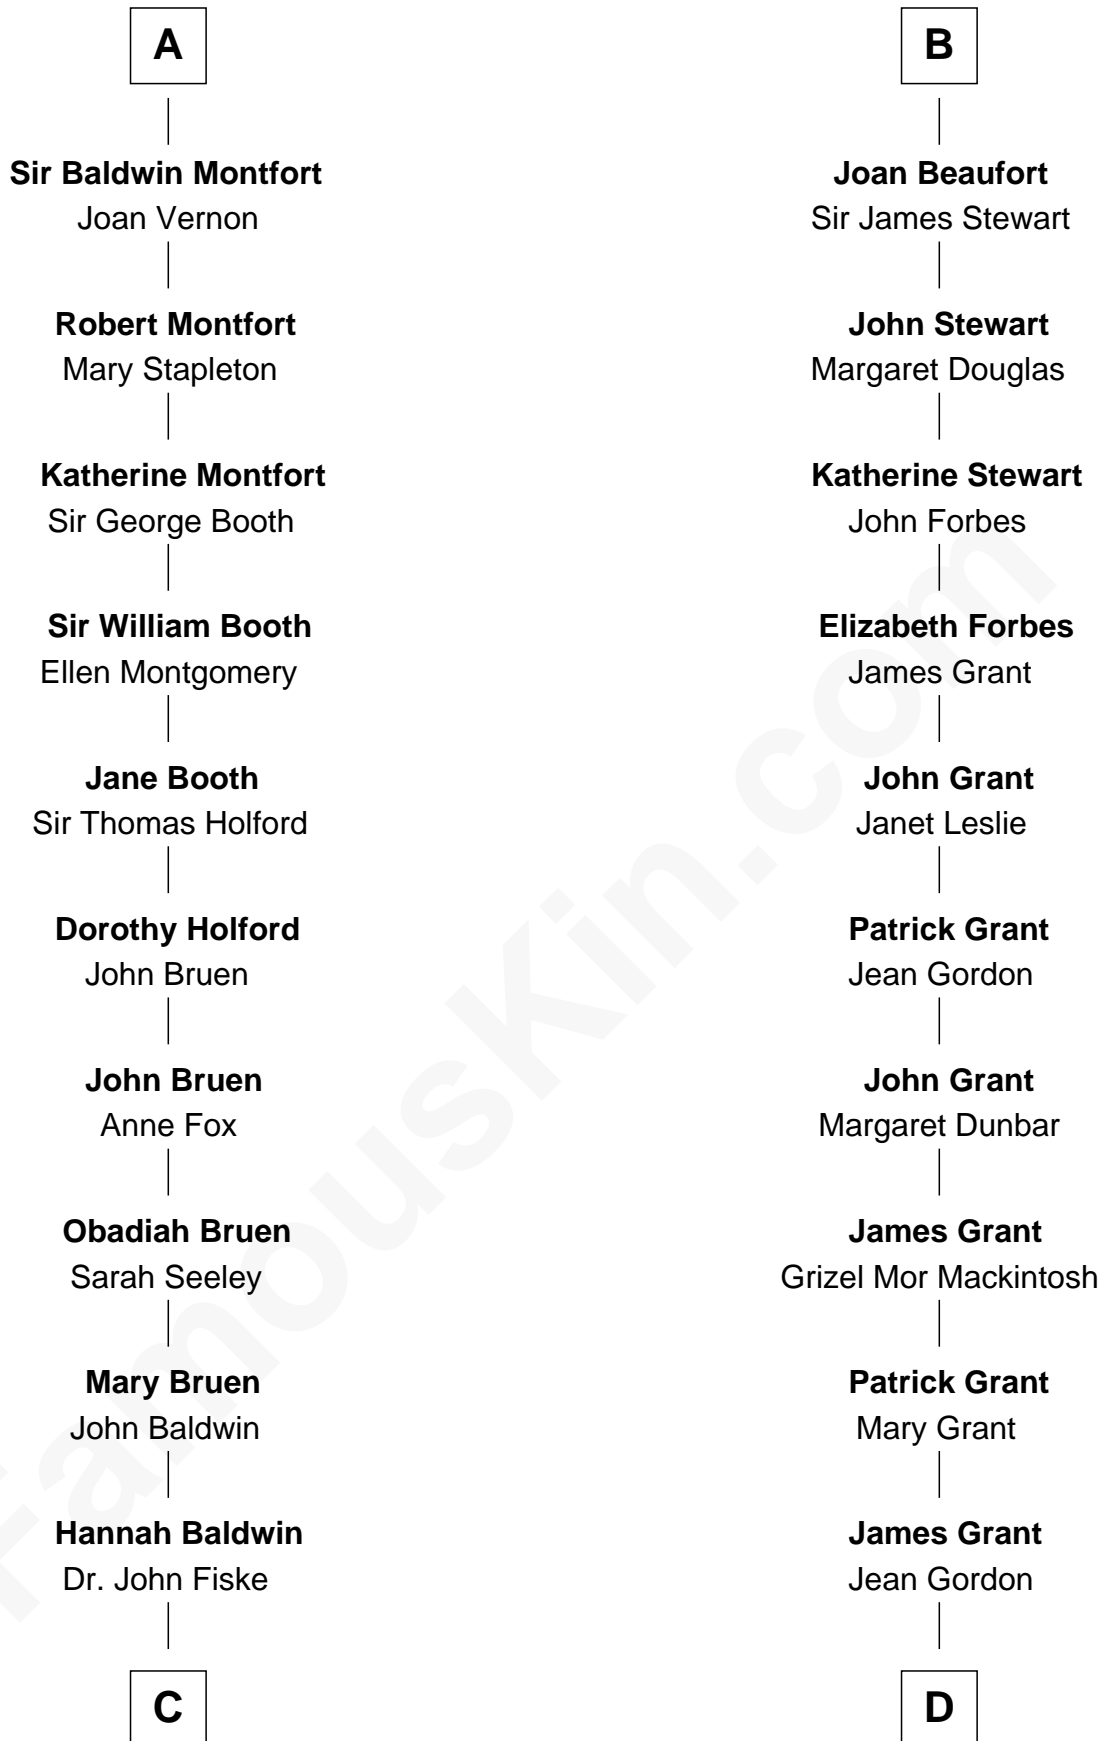 A
Sir Baldwin Montfort
Joan Vernon
Robert Montfort
Mary Stapleton
Katherine Montfort
Sir George Booth
Sir William Booth
Ellen Montgomery
Jane Booth
Sir Thomas Holford
Dorothy Holford
John Bruen
John Bruen
Anne Fox
Obadiah Bruen
Sarah Seeley
Mary Bruen
John Baldwin
Hannah Baldwin
Dr. John Fiske
C
B
Joan Beaufort
Sir James Stewart
John Stewart
Margaret Douglas
Katherine Stewart
John Forbes
Elizabeth Forbes
James Grant
John Grant
Janet Leslie
Patrick Grant
Jean Gordon
John Grant
Margaret Dunbar
James Grant
Grizel Mor Mackintosh
Patrick Grant
Mary Grant
James Grant
Jean Gordon
D
FamousKin.com